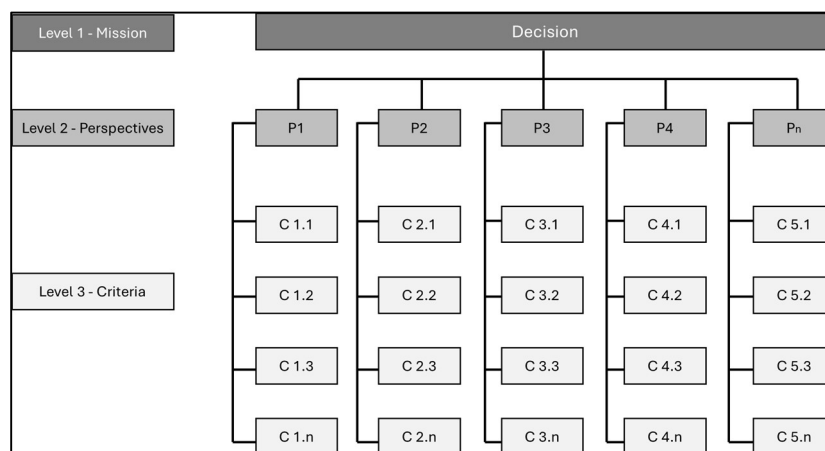 Level 1 - Mission
Decision
Level 2 - Perspectives
P1
P2
P3
P4
Pn
C 1.1
C 2.1
C 3.1
C 4.1
C 5.1
Level 3 - Criteria
C 1.2
C 2.2
C 3.2
C 4.2
C 5.2
C 1.3
C 2.3
C 3.3
C 4.3
C 5.3
C 1.n
C 2.n
C 3.n
C 4.n
C 5.n